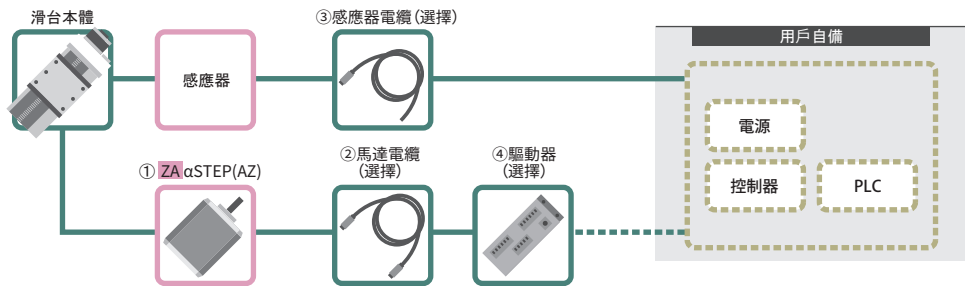 滑台本體
感應器
③感應器電纜(選擇)
用戶自備
電源
控制器
PLC
① ZA αSTEP(AZ)
②馬達電纜
(選擇)
④驅動器
(選擇)